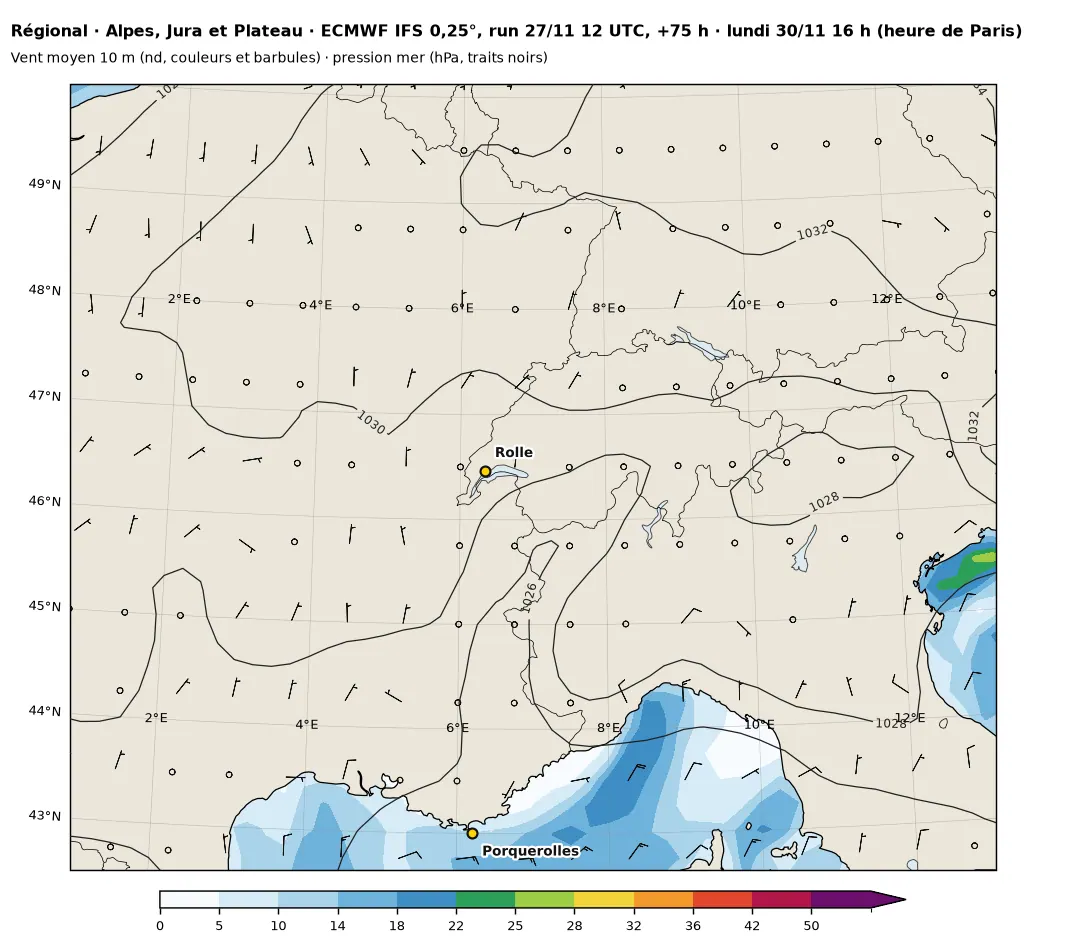 Régional · Alpes, Jura et Plateau · ECMWF IFS 0,25°, run 27/11 12 UTC, +75 h · lundi 30/11 16 h (heure de Paris)
Vent moyen 10 m (nd, couleurs et barbules) · pression mer (hPa, traits noirs)
49°N
1032
48°N
2°E
4°E
6°E
8°E
10°E
12°E
47°N
1030
1032
Rolle
46°N
1028
1026
45°N
44°N
2°E
4°E
6°E
8°E
10°E
1028
12°E
43°N
Porquerolles
0
5
10
14
18
22
25
28
32
36
42
50